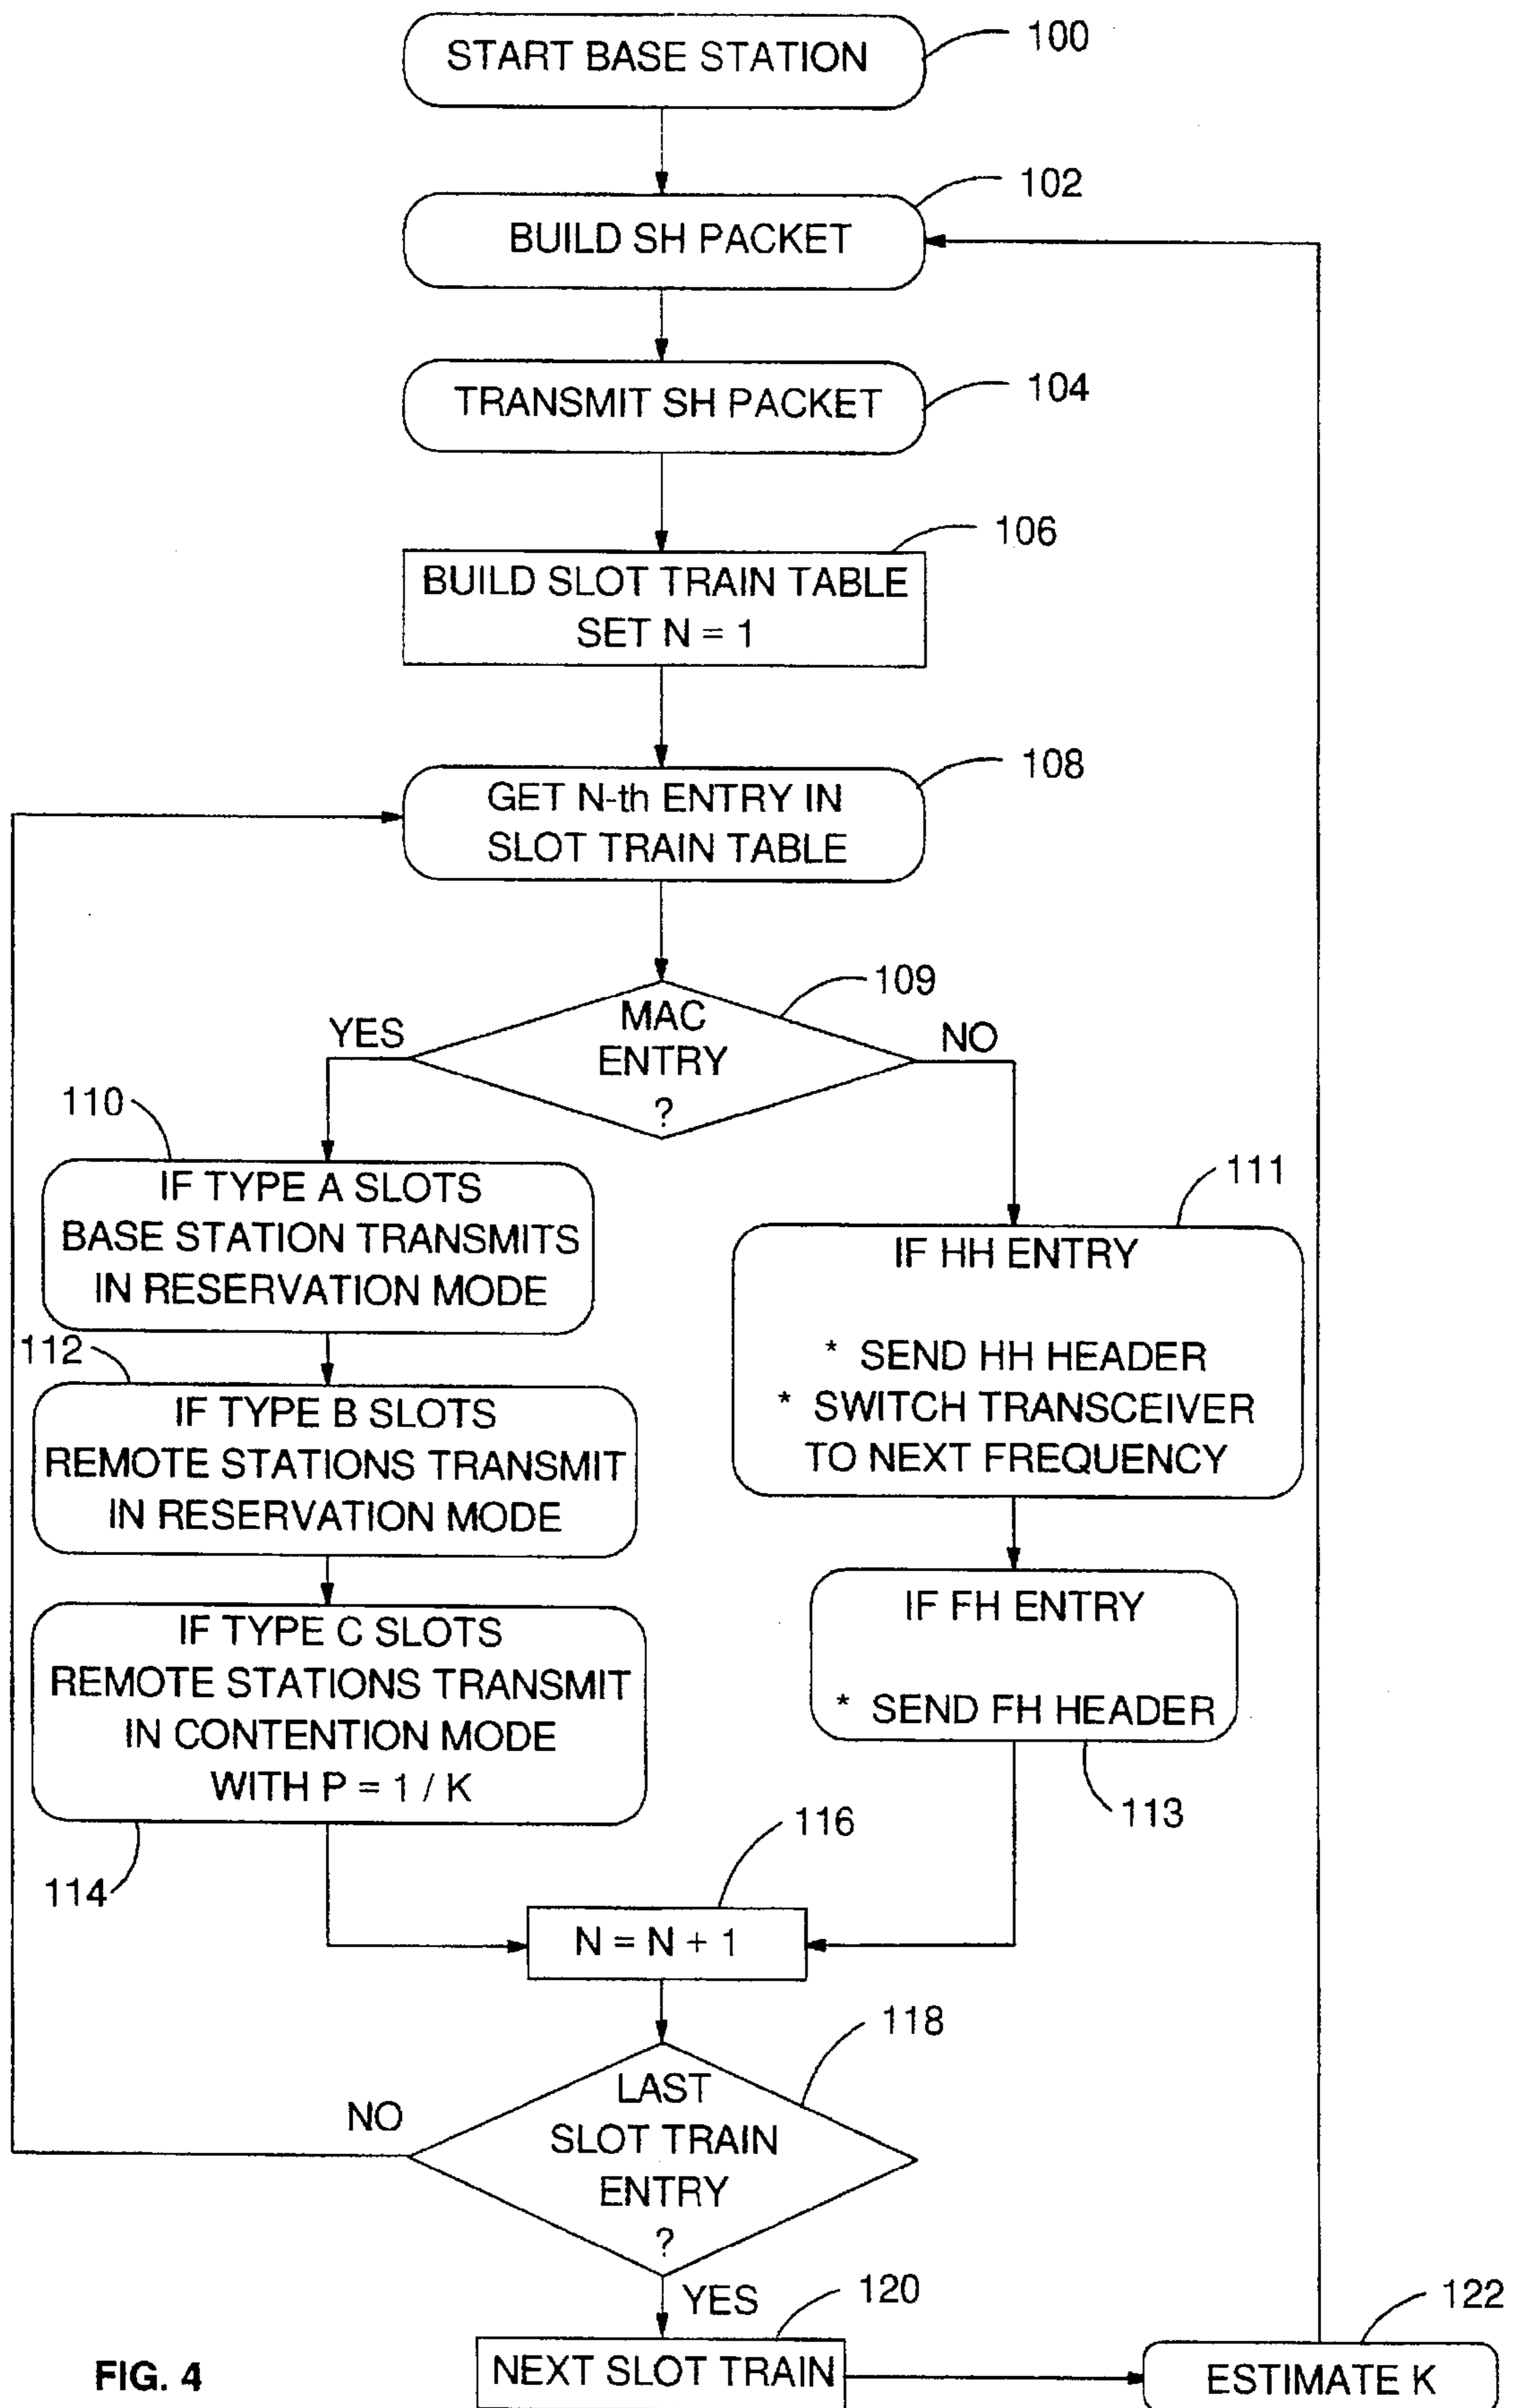 START BASE STATION
100
102
BUILD SH PACKET
TRANSMIT SH PACKET
104
106
BUILD SLOT TRAIN TABLE
SET N = 1
108
GET N-th ENTRY IN
SLOT TRAIN TABLE
109
MAC
ENTRY
?
YES
NO
110
IF TYPE A SLOTS
BASE STATION TRANSMITS
IN RESERVATION MODE
111
IF HH ENTRY
* SEND HH HEADER
* SWITCH TRANSCEIVER
TO NEXT FREQUENCY
112
IF TYPE B SLOTS
REMOTE STATIONS TRANSMIT
IN RESERVATION MODE
IF FH ENTRY
* SEND FH HEADER
113
IF TYPE C SLOTS
REMOTE STATIONS TRANSMIT
IN CONTENTION MODE
WITH P = 1 / K
114
116
N = N + 1
118
LAST
SLOT TRAIN
ENTRY
?
NO
YES
120
NEXT SLOT TRAIN
122
ESTIMATE K
FIG. 4